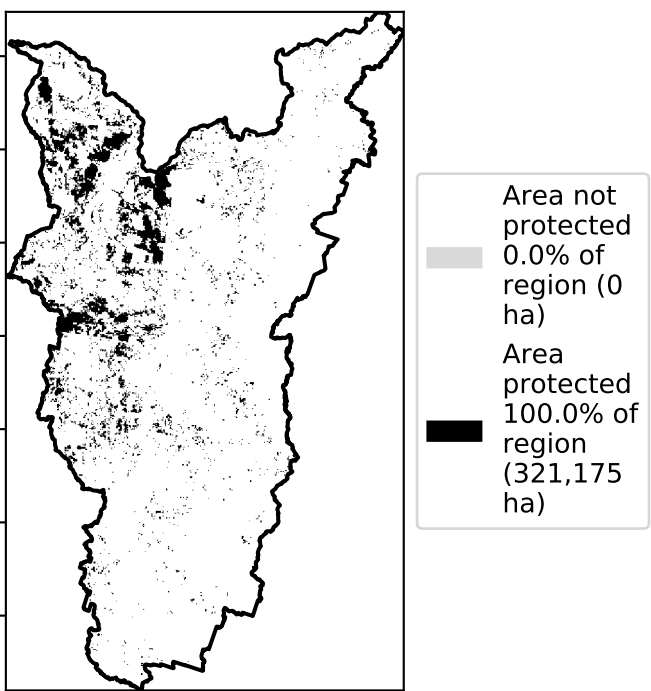 Area not
protected
0.0% of
region (0
ha)
Area
protected
100.0% of
region
(321,175
ha)